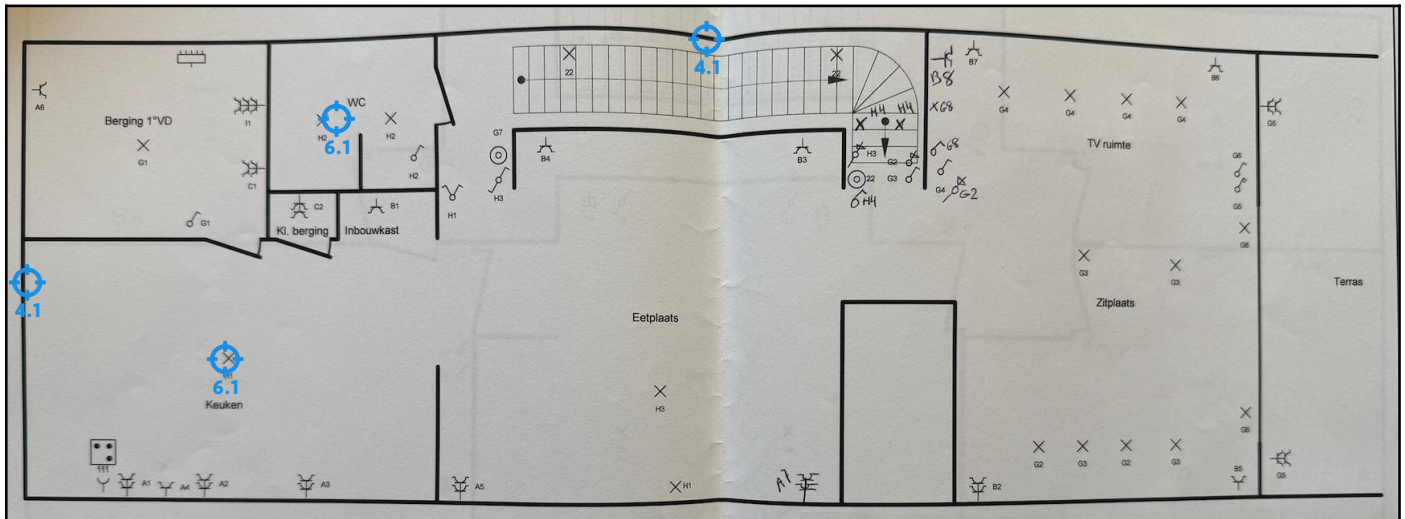 4.1
A6
Berging 1°VD
G1
I1
C1
G1
WC
H2
6.1
H2
H2
C2
B1
Kl. berging
Inbouwkast
H1
G7
H3
22
22
B4
B3
H4 H4
H3
G2
G3
22
H4
B8
X G8
G8
G4
G2
B7
B6
G4
G4
G4
G4
TV ruimte
G5
G6
G5
G6
G3
G3
Zitplaats
Terras
4.1
6.1
H1
Keuken
Eetplaats
H3
H1
A1
A4
A2
A3
A5
A7
B2
G2
G3
G2
G3
G6
B5
G5